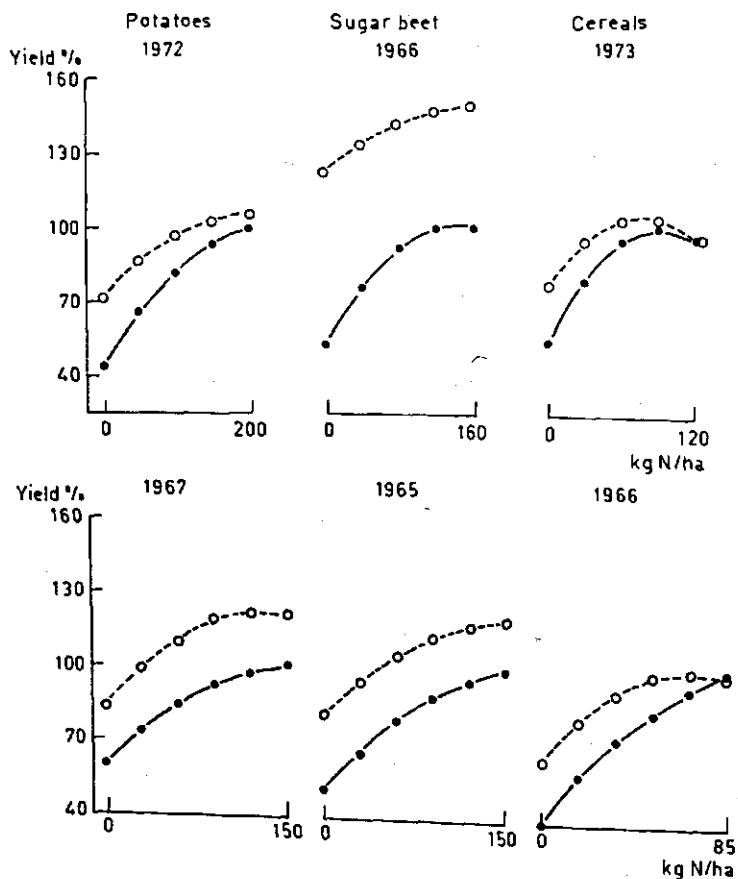 Potatoes Sugar beet Cereals
Yield %
1972 1966 1973
160
130
100
70
40
0 200 0 160 0 120
kg N/ha
Yield %
1967 1965 1966
160
130
100
70
40
0 150 0 150 0 85
kg N/ha